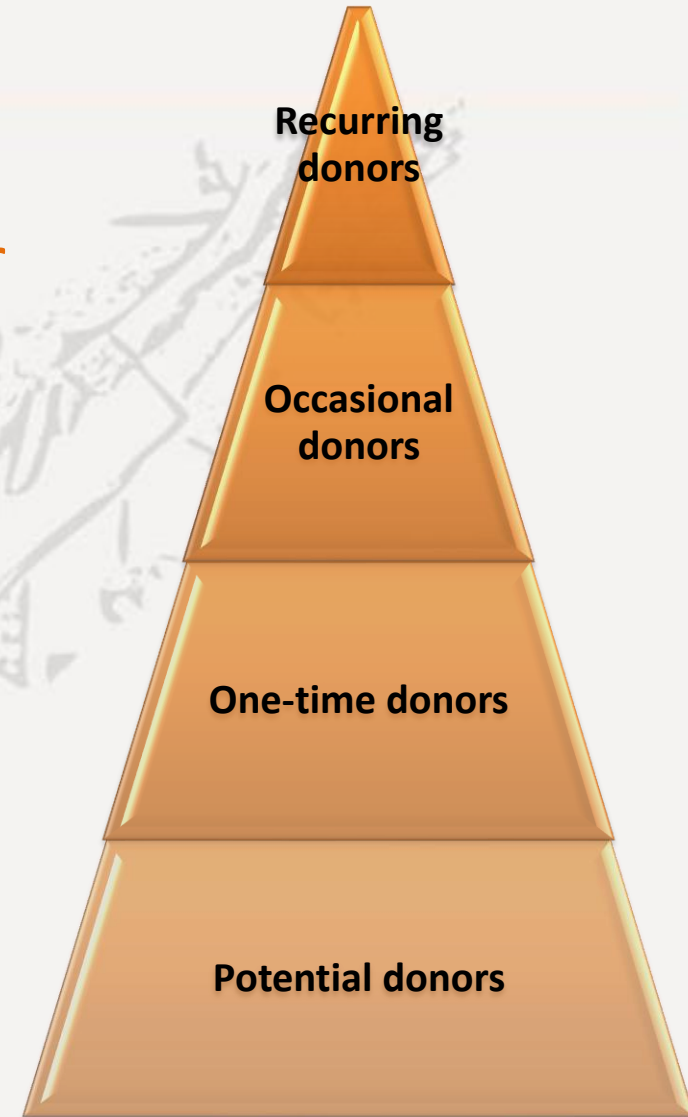 Recurring
donors
Occasional
donors
One-time donors
Potential donors